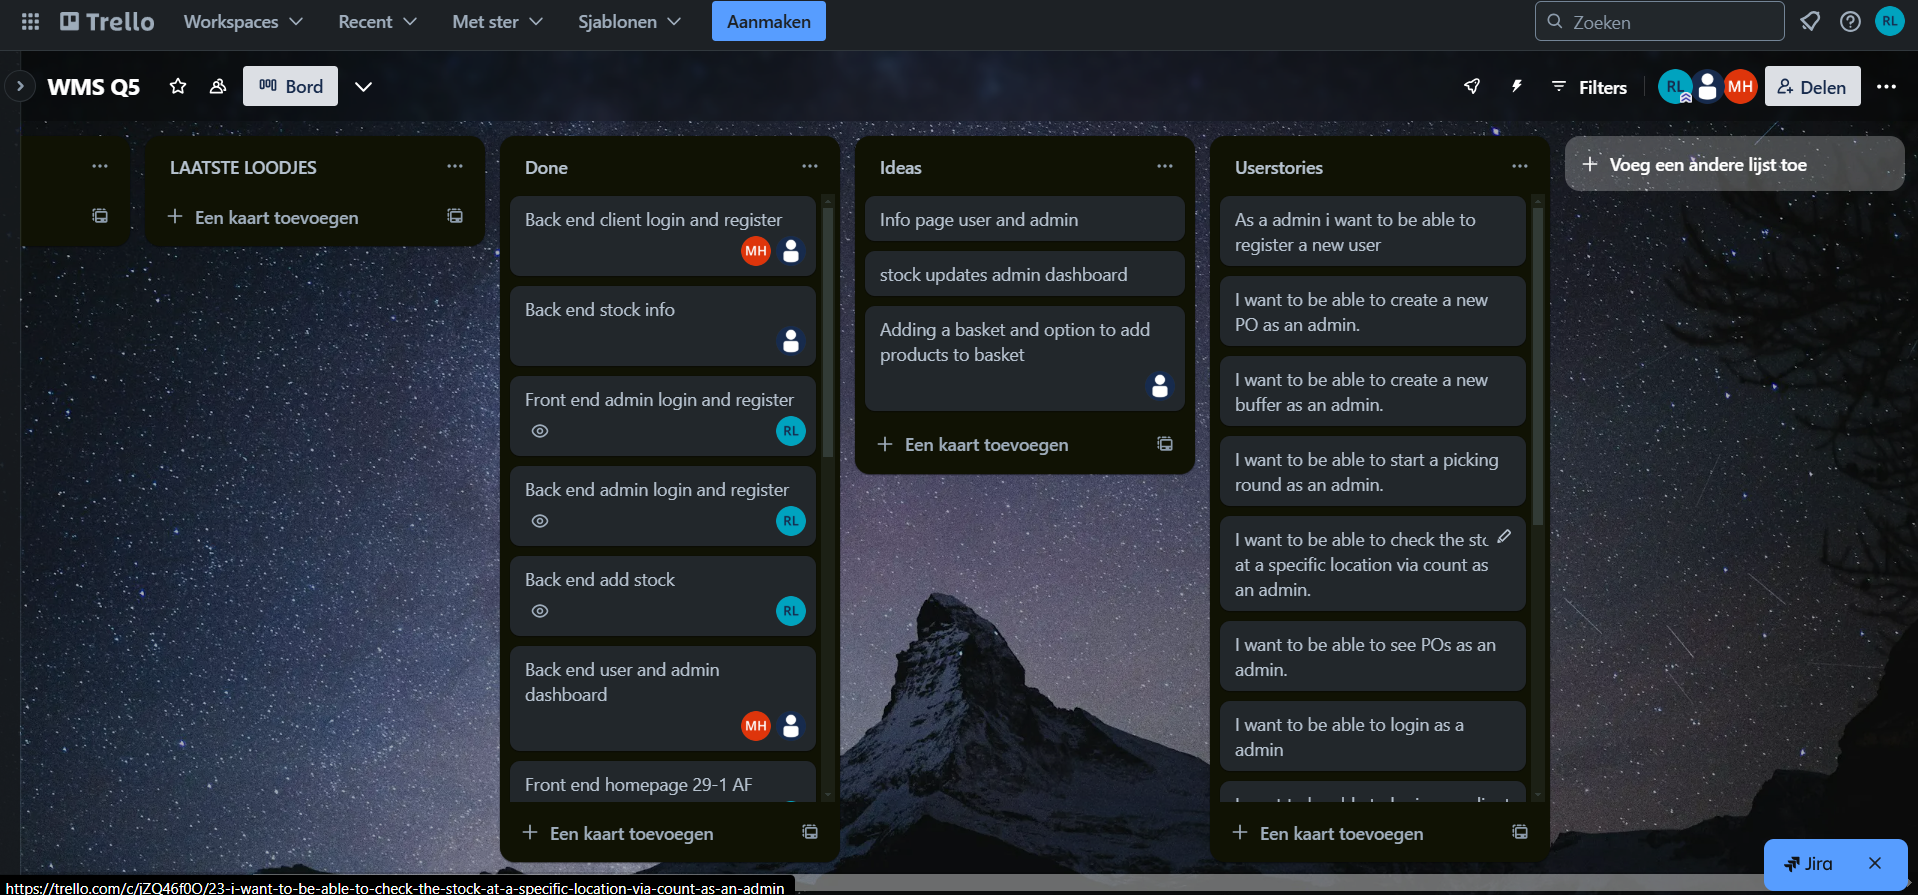 Trello
Workspaces
Recent
Met ster
Sjablonen
Aanmaken
Zoeken
RL
WMS Q5
Bord
Filters
RL
MH
Delen
LAATSTE LOODJES
Een kaart toevoegen
Done
Back end client login and register
MH
Back end stock info
Front end admin login and register
RL
Back end admin login and register
RL
Back end add stock
RL
Back end user and admin
dashboard
MH
Front end homepage 29-1 AF
Een kaart toevoegen
Ideas
Info page user and admin
stock updates admin dashboard
Adding a basket and option to add
products to basket
Een kaart toevoegen
Userstories
As a admin i want to be able to
register a new user
I want to be able to create a new
PO as an admin.
I want to be able to create a new
buffer as an admin.
I want to be able to start a picking
round as an admin.
I want to be able to check the sto
at a specific location via count as
an admin.
I want to be able to see POs as an
admin.
I want to be able to login as a
admin
Een kaart toevoegen
Voeg een andere lijst toe
Jira
https://trello.com/c/jZQ46f0O/23-i-want-to-be-able-to-check-the-stock-at-a-specific-location-via-count-as-an-admin